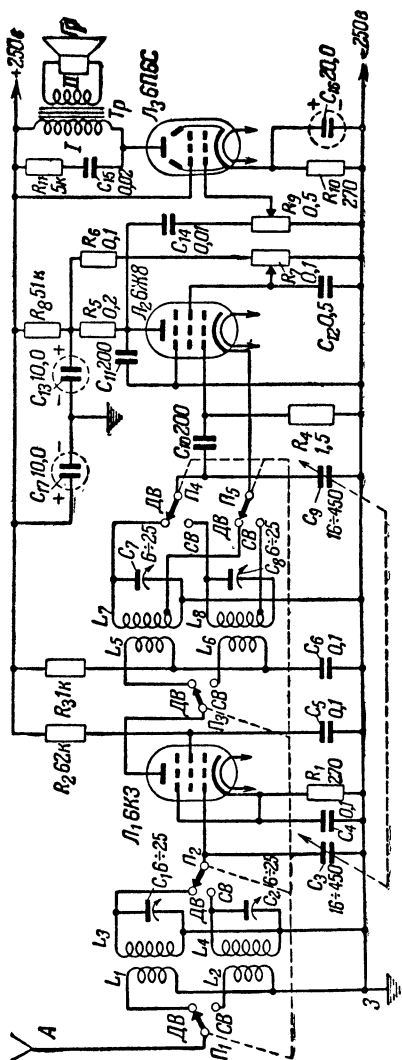 А
+250в
-250в
З
П₁
ДВ
СВ
L₁
L₂
L₃
L₄
C₁ 6÷25
C₂ 6÷25
ДВ
СВ
П₂
C₃
16÷450
C₄
0,1
R₁
270
Л₁ 6К3
R₂ 62к
R₃ 1к
C₅
0,1
C₆
0,1
П₃
ДВ
СВ
L₅
L₆
L₇
L₈
C₇
6÷25
C₈ 6÷25
ДВ
СВ
П₄
ДВ
СВ
П₅
C₉
16÷450
R₄
1,5
C₁₀ 200
C₁₇ 10,0
+
-
C₁₃ 10,0
-
+
C₁₁ 200
R₈ 51к
R₅
0,2
R₆
0,1
Л₂ 6Ж8
C₁₂ 0,5
R₇
0,1
C₁₄
0,01
R₉
0,5
R₁₁
5к
C₁₅
0,02
I
II
Тр
Гр
Л₃ 6П6С
R₁₀
270
C₁₆ 20,0
+